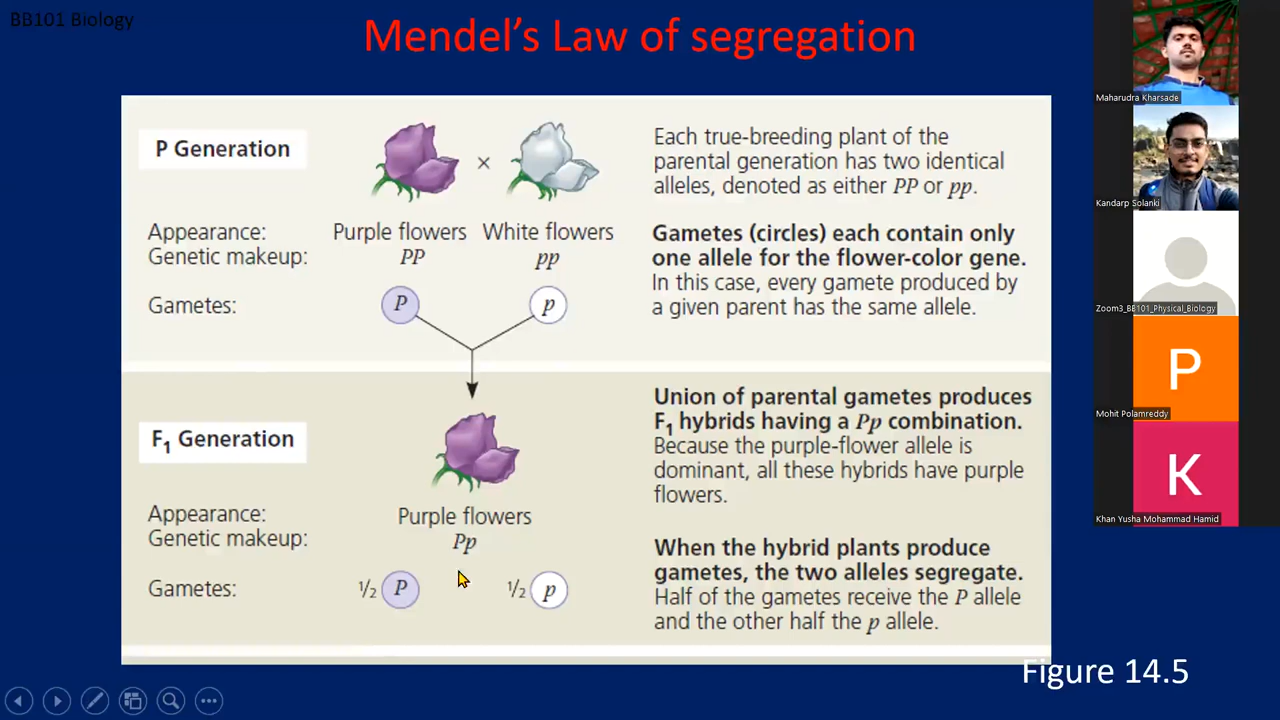 BB101 Biology
Mendel's Law of segregation
P Generation
×
Each true-breeding plant of the
parental generation has two identical
alleles, denoted as either PP or pp.
Appearance:
Purple flowers
White flowers
Genetic makeup:
PP
pp
Gametes (circles) each contain only
one allele for the flower-color gene.
In this case, every gamete produced by
a given parent has the same allele.
Gametes:
P
p
F₁ Generation
Union of parental gametes produces
F₁ hybrids having a Pp combination.
Because the purple-flower allele is
dominant, all these hybrids have purple
flowers.
Appearance:
Purple flowers
Genetic makeup:
Pp
When the hybrid plants produce
gametes, the two alleles segregate.
Half of the gametes receive the P allele
and the other half the p allele.
Gametes:
1/2 P
1/2 p
Figure 14.5
Maharudra Kharsade
Kandarp Solanki
Zoom3_BB101_Physical_Biology
P
Mohit Polamreddy
K
Khan Yusha Mohammad Hamid